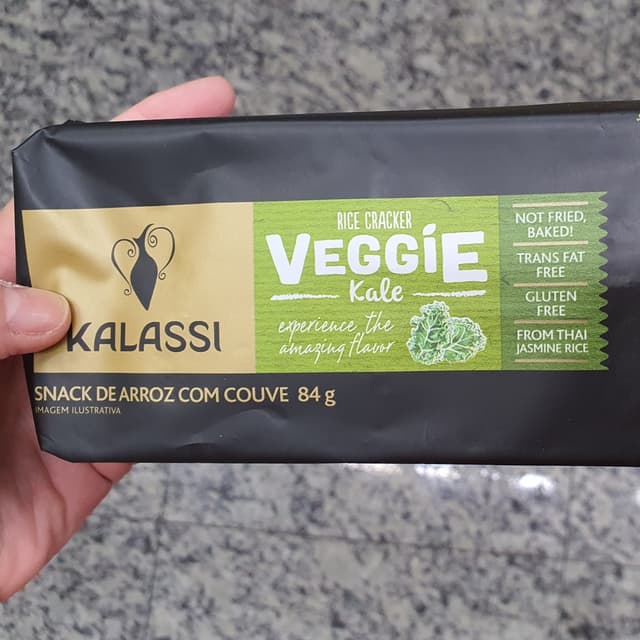 KALASSI
RICE CRACKER
VEGGiE
Kale
experience the
amazing flavor
NOT FRIED,
BAKED!
TRANS FAT
FREE
GLUTEN
FREE
FROM THAI
JASMINE RICE
SNACK DE ARROZ COM COUVE 84 g
IMAGEM ILUSTRATIVA